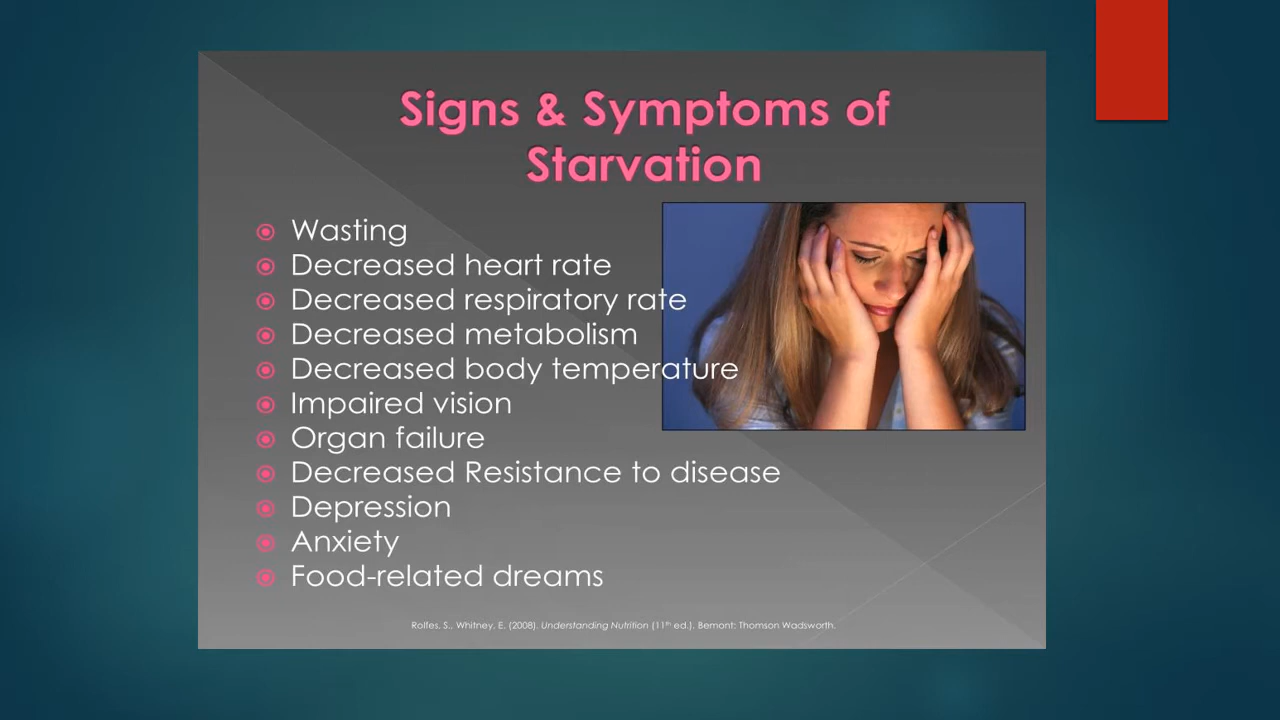 Signs & Symptoms of
Starvation
Wasting
Decreased heart rate
Decreased respiratory rate
Decreased metabolism
Decreased body temperature
Impaired vision
Organ failure
Decreased Resistance to disease
Depression
Anxiety
Food-related dreams
Rolfes, S., Whitney, E. (2008). Understanding Nutrition (11th ed.). Bemont: Thomson Wadsworth.